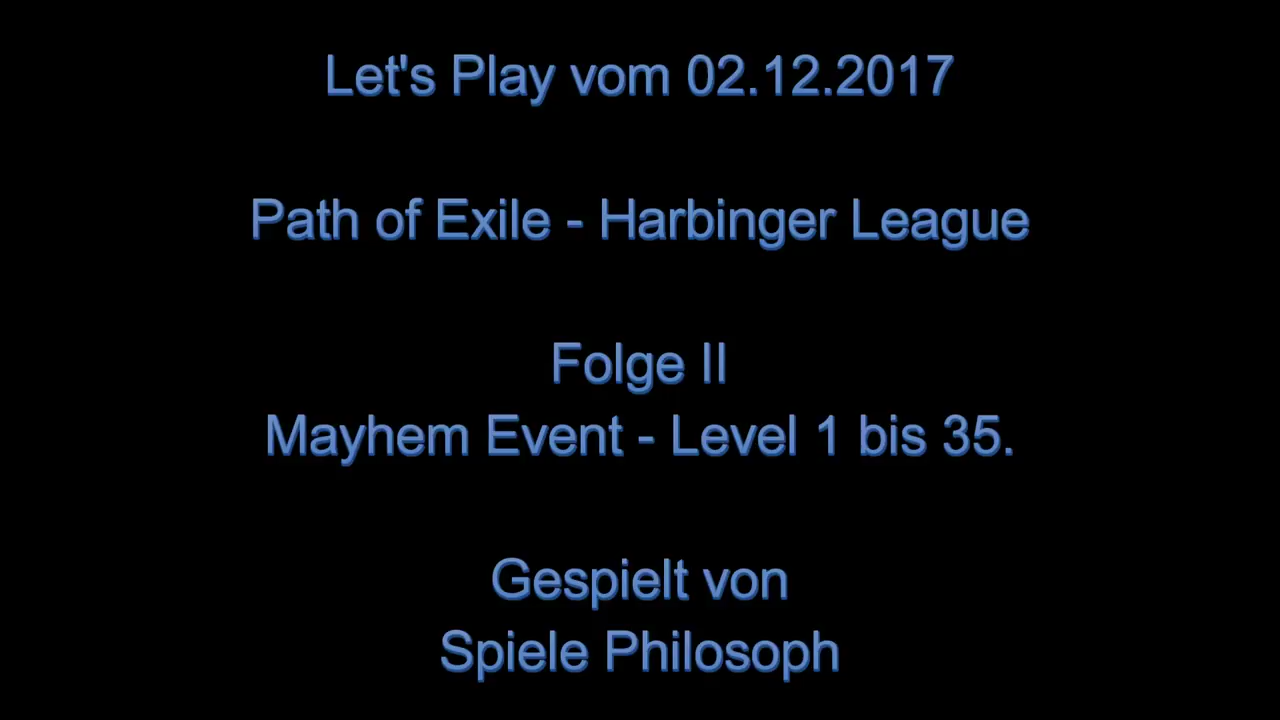 Let's Play vom 02.12.2017
Path of Exile - Harbinger League
Folge II
Mayhem Event - Level 1 bis 35.
Gespielt von
Spiele Philosoph